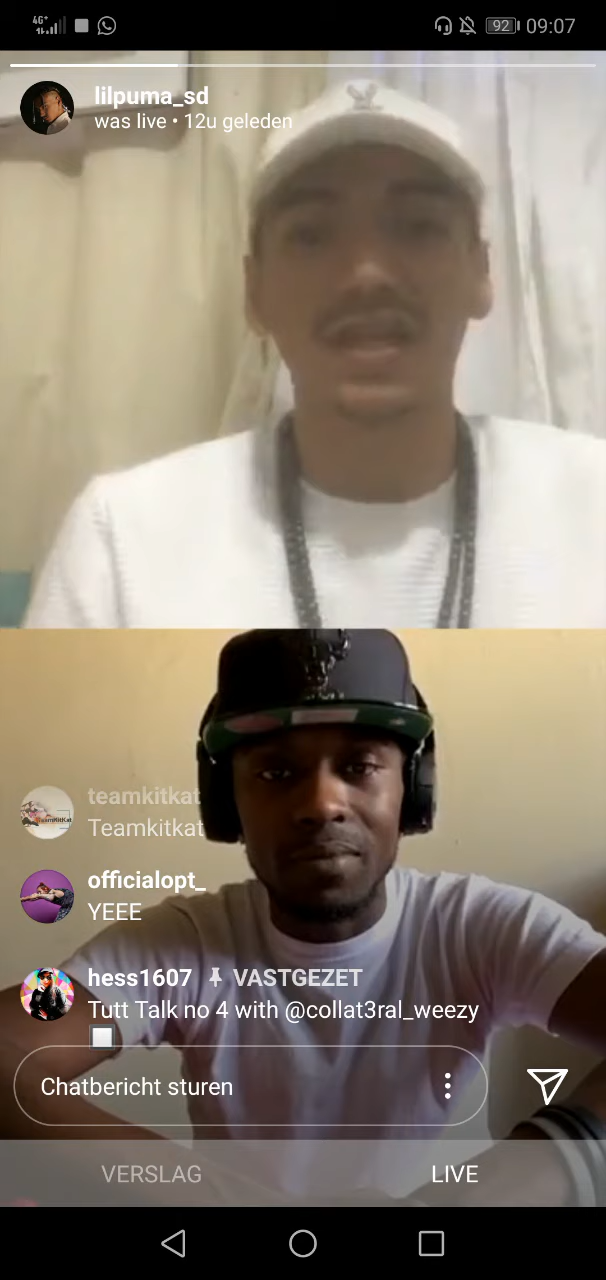 4G+
92
09:07
lilpuma_sd
was live • 12u geleden
teamkitkat
Teamkitkat
officialopt_
YEEE
hess1607 VASTGEZET
Tutt Talk no 4 with @collat3ral_weezy
Chatbericht sturen
VERSLAG LIVE